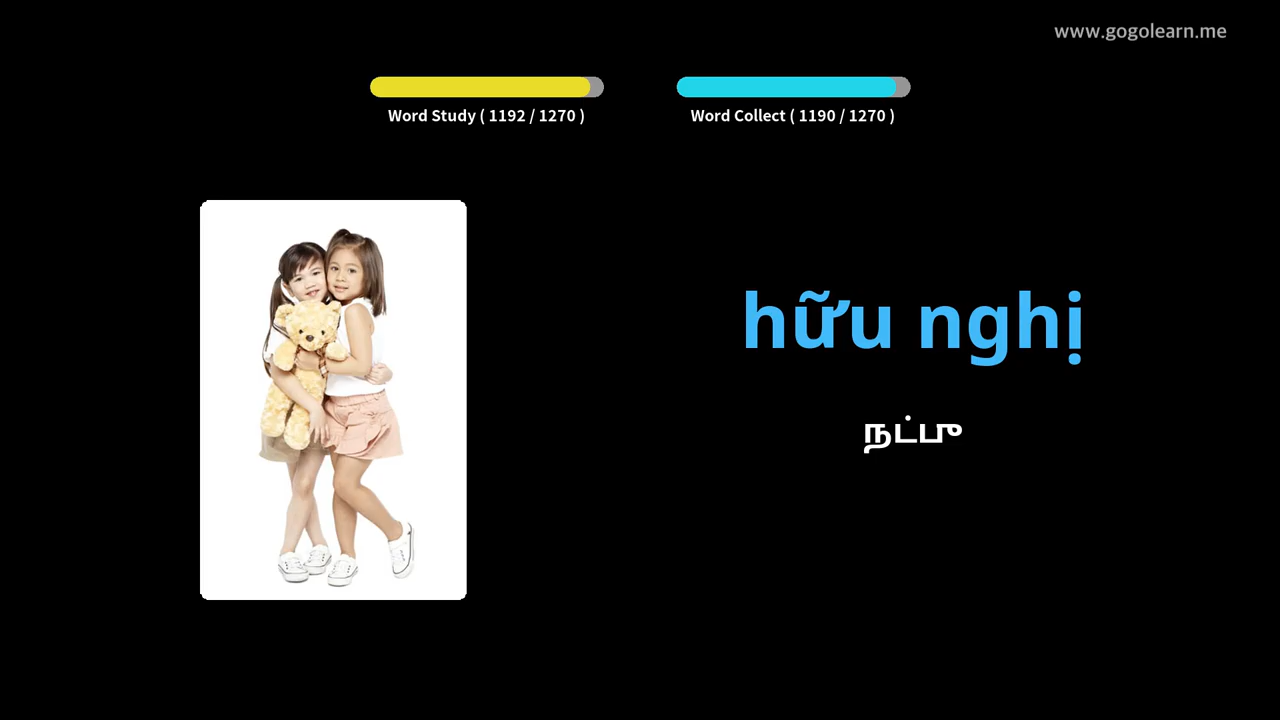 www.gogolearn.me
Word Study ( 1192 / 1270 )
Word Collect ( 1190 / 1270 )
hữu nghị
நட்பு